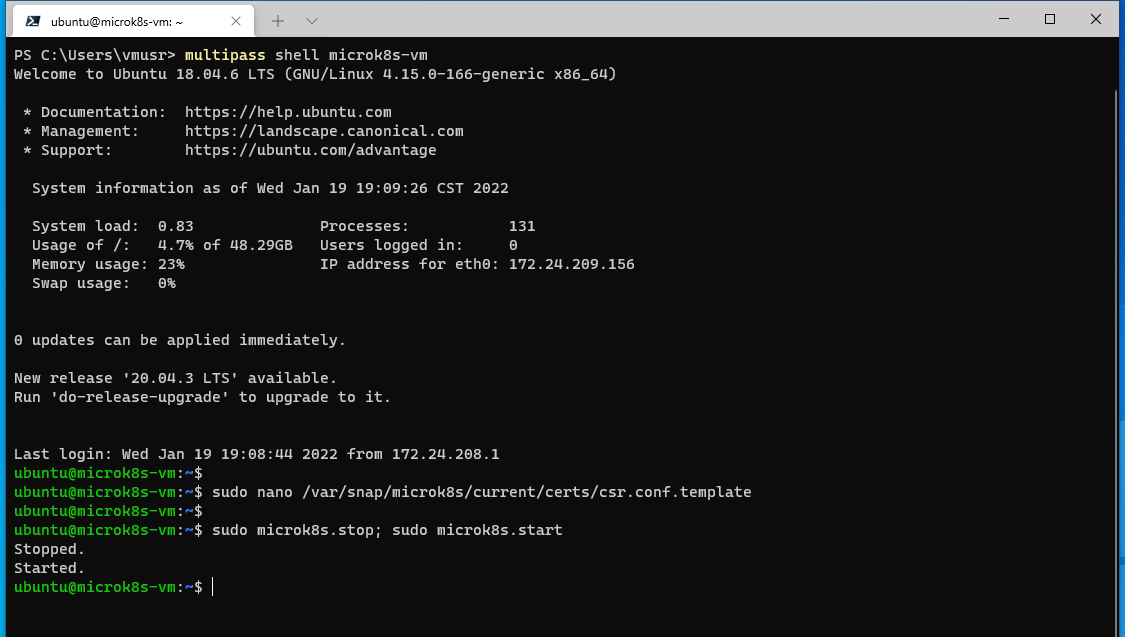 ubuntu@microk8s-vm: ~
PS C:\Users\vmusr> multipass shell microk8s-vm
Welcome to Ubuntu 18.04.6 LTS (GNU/Linux 4.15.0-166-generic x86_64)
* Documentation:  https://help.ubuntu.com
* Management:     https://landscape.canonical.com
* Support:        https://ubuntu.com/advantage
System information as of Wed Jan 19 19:09:26 CST 2022
System load:  0.83              Processes:           131
Usage of /:   4.7% of 48.29GB   Users logged in:     0
Memory usage: 23%               IP address for eth0: 172.24.209.156
Swap usage:   0%
0 updates can be applied immediately.
New release '20.04.3 LTS' available.
Run 'do-release-upgrade' to upgrade to it.
Last login: Wed Jan 19 19:08:44 2022 from 172.24.208.1
ubuntu@microk8s-vm:~$
ubuntu@microk8s-vm:~$ sudo nano /var/snap/microk8s/current/certs/csr.conf.template
ubuntu@microk8s-vm:~$
ubuntu@microk8s-vm:~$ sudo microk8s.stop; sudo microk8s.start
Stopped.
Started.
ubuntu@microk8s-vm:~$